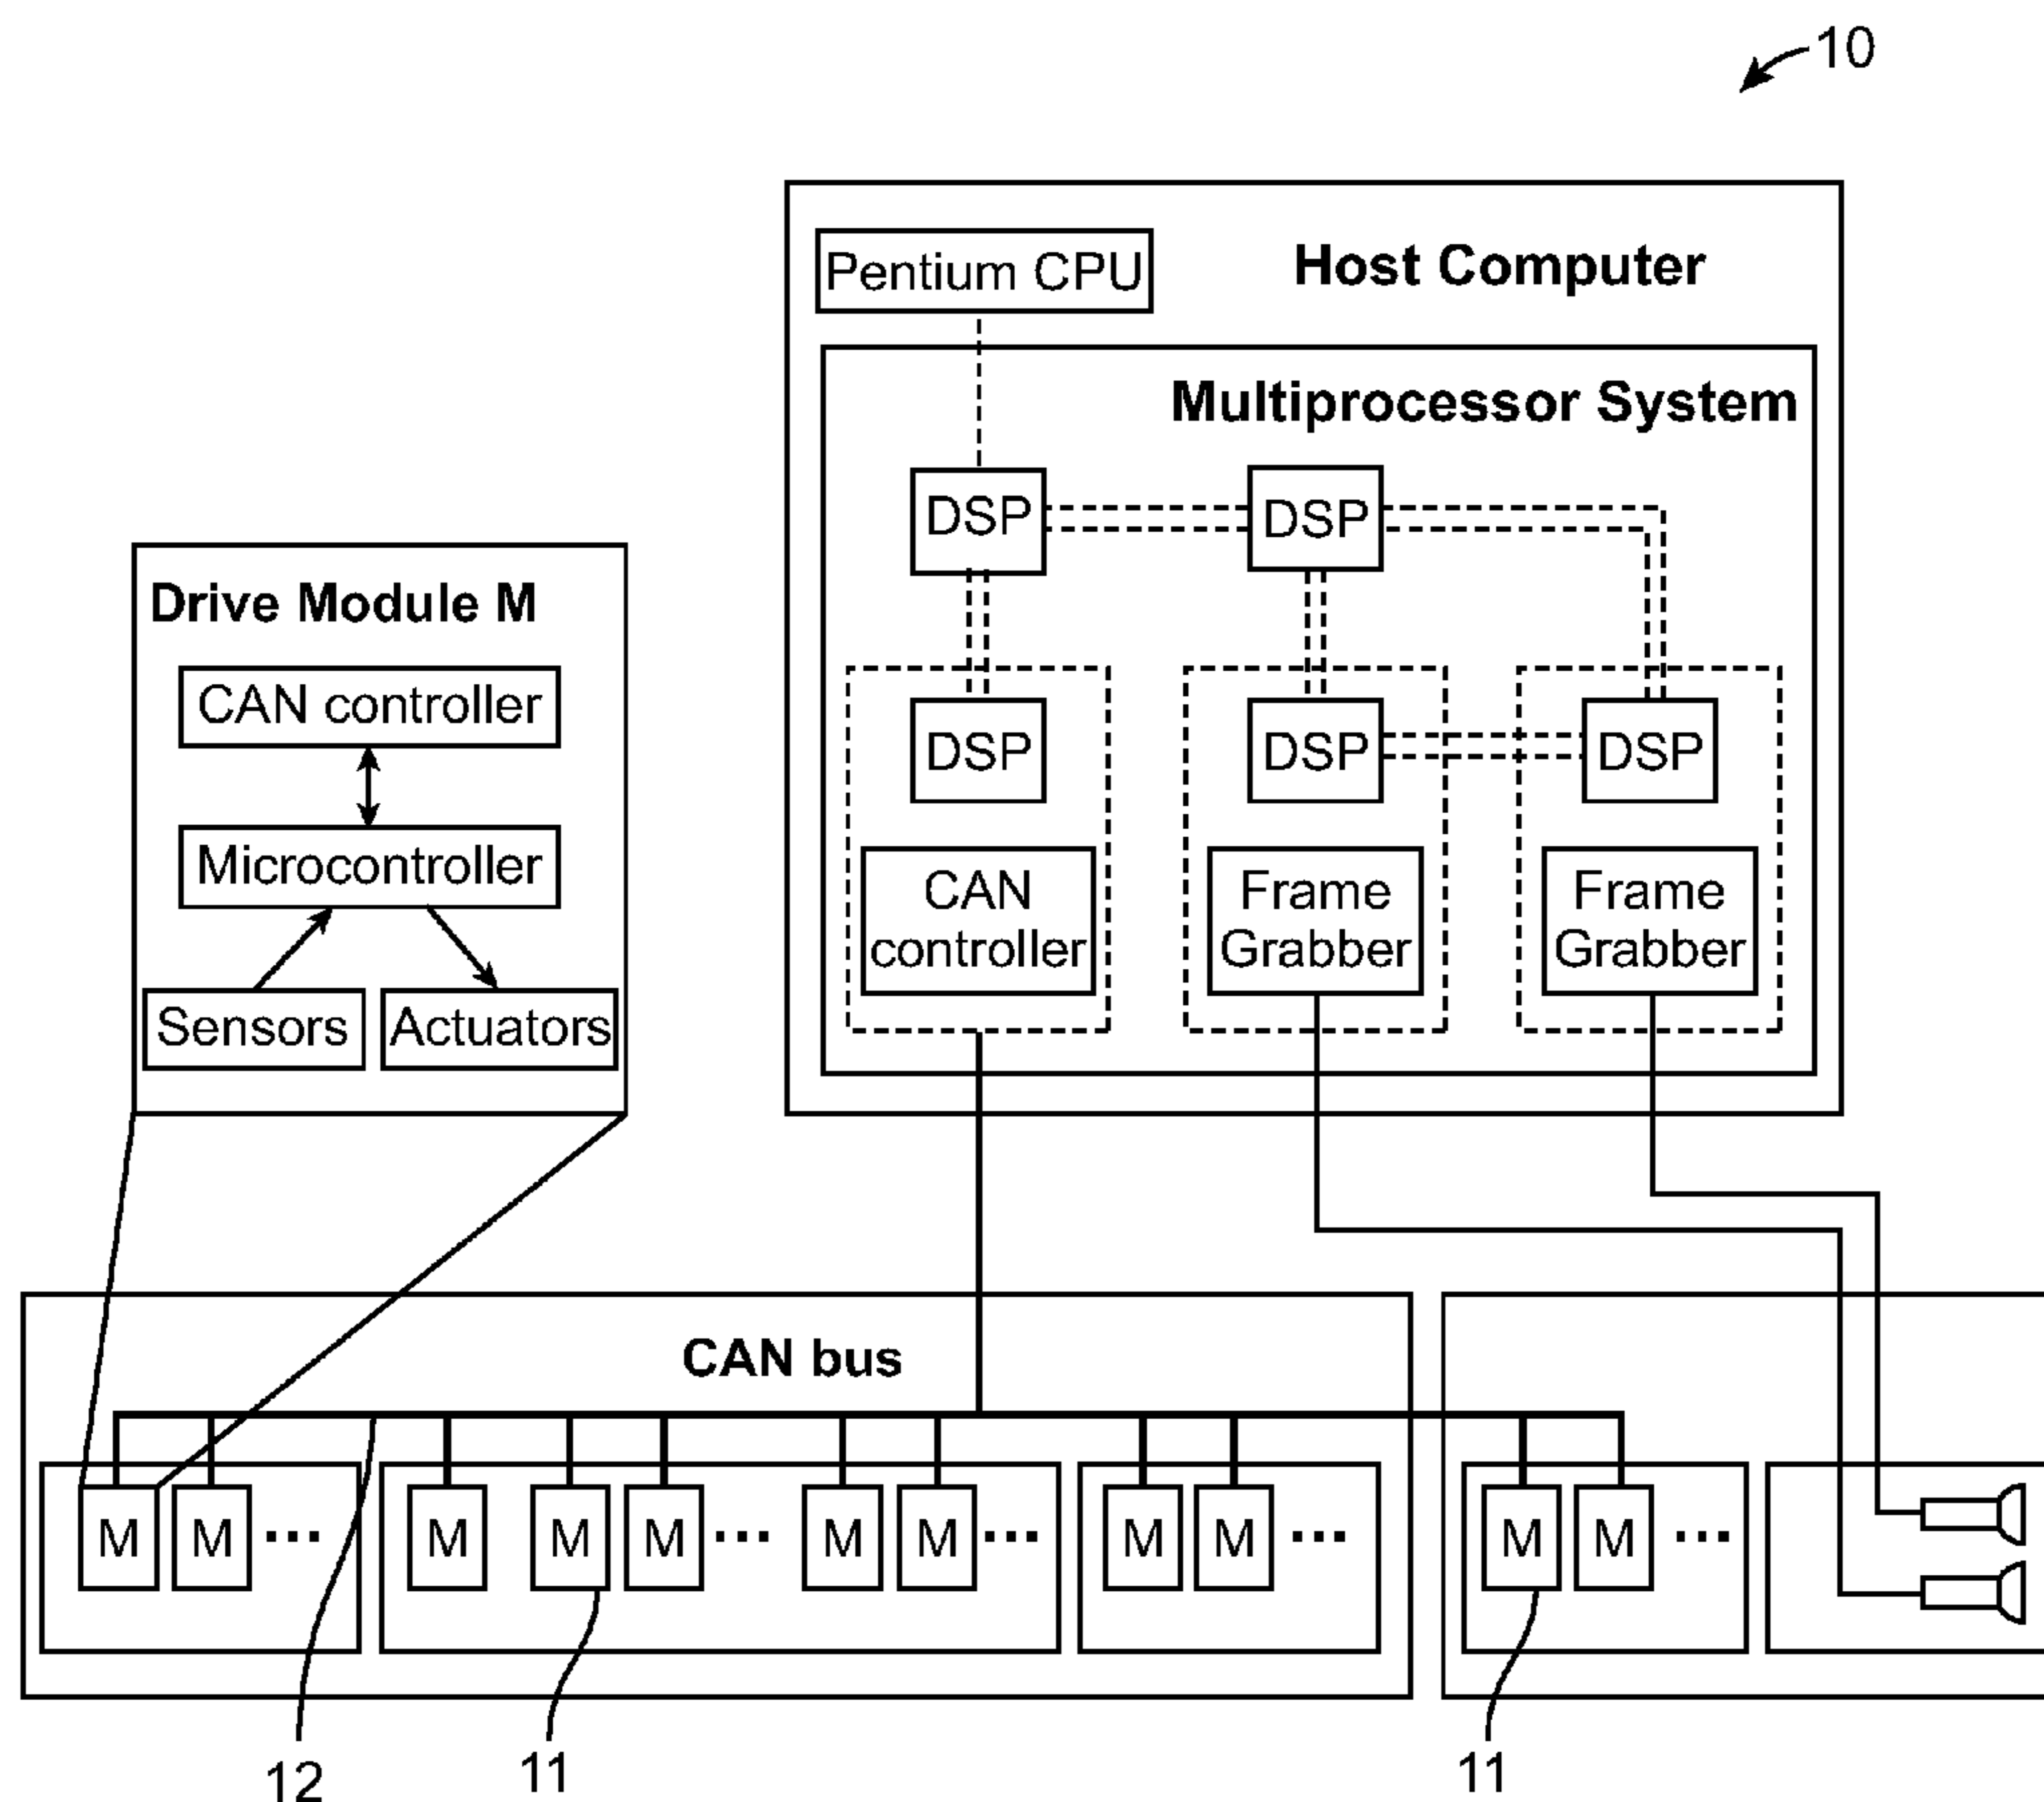 10
Host Computer
Pentium CPU
Multiprocessor System
DSP
DSP
Drive Module M
CAN controller
DSP
DSP
DSP
Microcontroller
CAN
controller
Frame
Grabber
Frame
Grabber
Sensors
Actuators
CAN bus
M
M
...
M
M
M
...
M
M
...
M
M
...
M
M
...
12
11
11